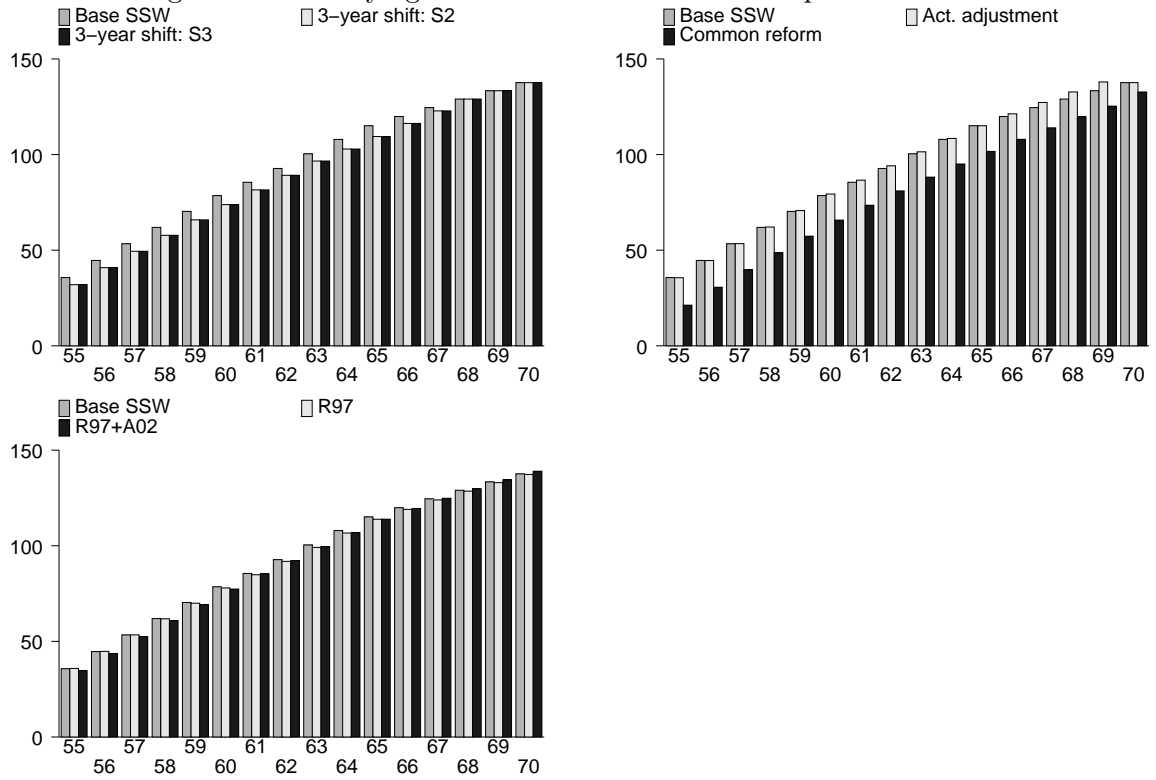 Base SSW 3−year shift: S2
3−year shift: S3
150
100
50
0
55 57 59 61 63 65 67 69
56 58 60 62 64 66 68 70
Base SSW Act. adjustment
Common reform
150
100
50
0
55 57 59 61 63 65 67 69
56 58 60 62 64 66 68 70
Base SSW R97
R97+A02
150
100
50
0
55 57 59 61 63 65 67 69
56 58 60 62 64 66 68 70